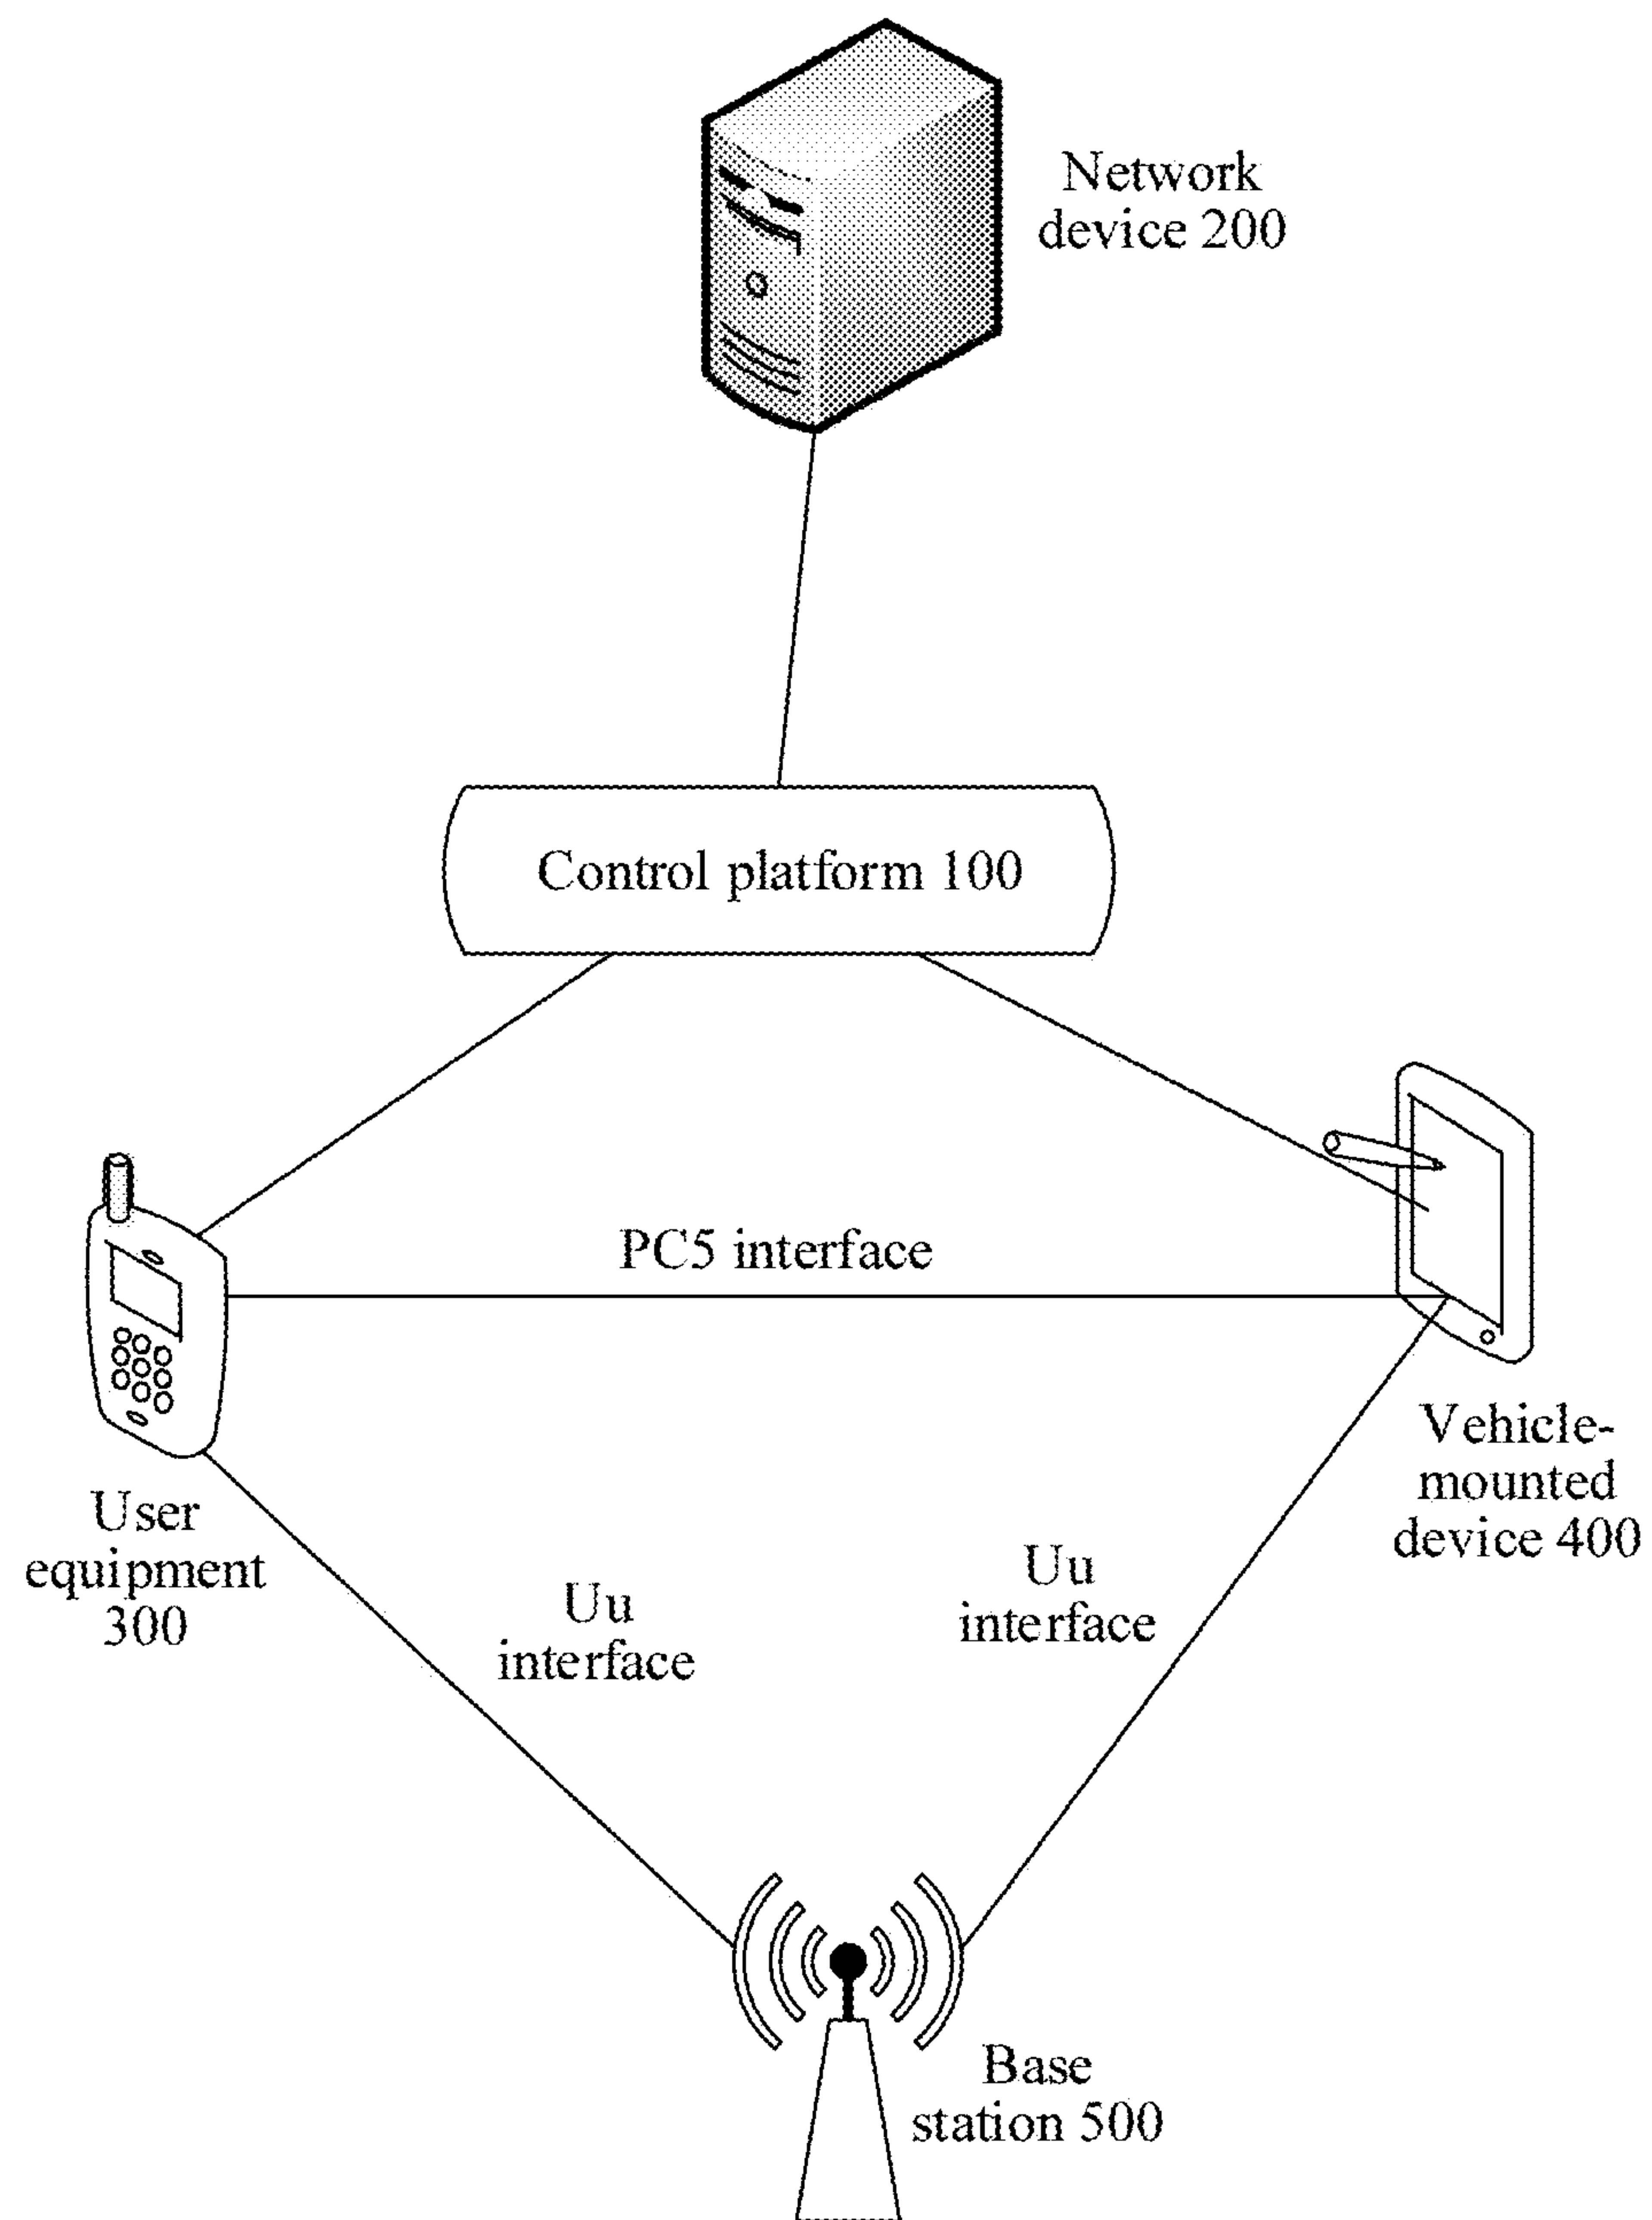 Network
device 200
Control platform 100
PC5 interface
User
equipment
300
Vehicle-
mounted
device 400
Uu
interface
Uu
interface
Base
station 500